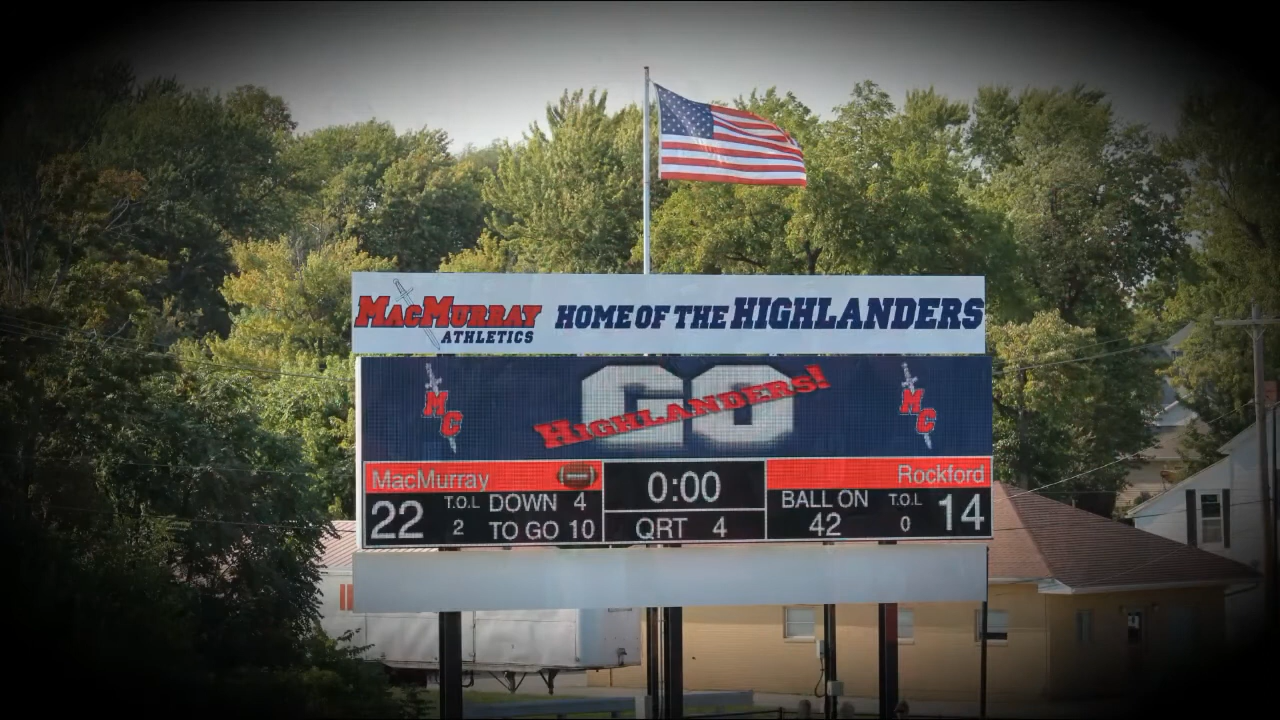 MACMURRAY HOME OF THE HIGHLANDERS
ATHLETICS
GO
HIGHLANDERS!
MC
MC
MacMurray
Rockford
22 T.O.L 2 DOWN 4 TO GO 10
0:00
QRT 4
BALL ON 42 T.O.L 0 14